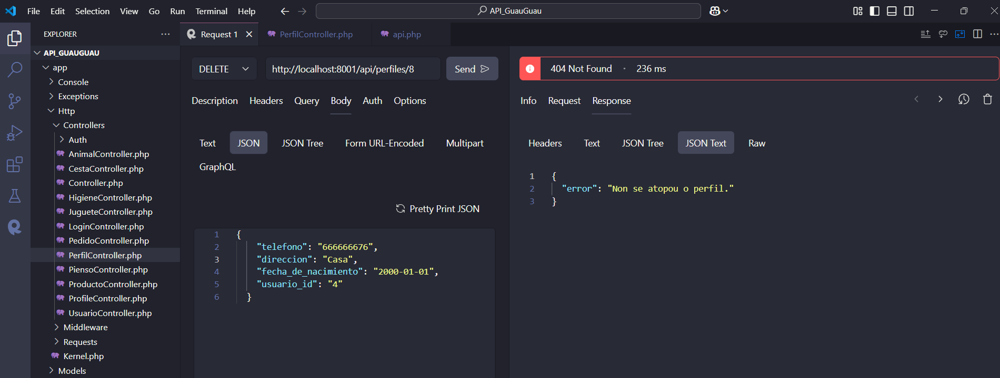 File Edit Selection View Go Run Terminal Help
API_GuauGuau
EXPLORER
Request 1
PerfilController.php
api.php
API_GUAUGUAU
app
Console
Exceptions
Http
Controllers
Auth
AnimalController.php
CestaController.php
Controller.php
HigieneController.php
JugueteController.php
LoginController.php
PedidoController.php
PerfilController.php
PiensoController.php
ProductoController.php
ProfileController.php
UsuarioController.php
Middleware
Requests
Kernel.php
Models
DELETE
http://localhost:8001/api/perfiles/8
Send
Description Headers Query Body Auth Options
Text JSON JSON Tree Form URL-Encoded Multipart
GraphQL
Pretty Print JSON
1 {
2 "telefono": "666666676",
3 "direccion": "Casa",
4 "fecha_de_nacimiento": "2000-01-01",
5 "usuario_id": "4"
6 }
404 Not Found · 236 ms
Info Request Response
Headers Text JSON Tree JSON Text Raw
1 {
2 "error": "Non se atopou o perfil."
3 }